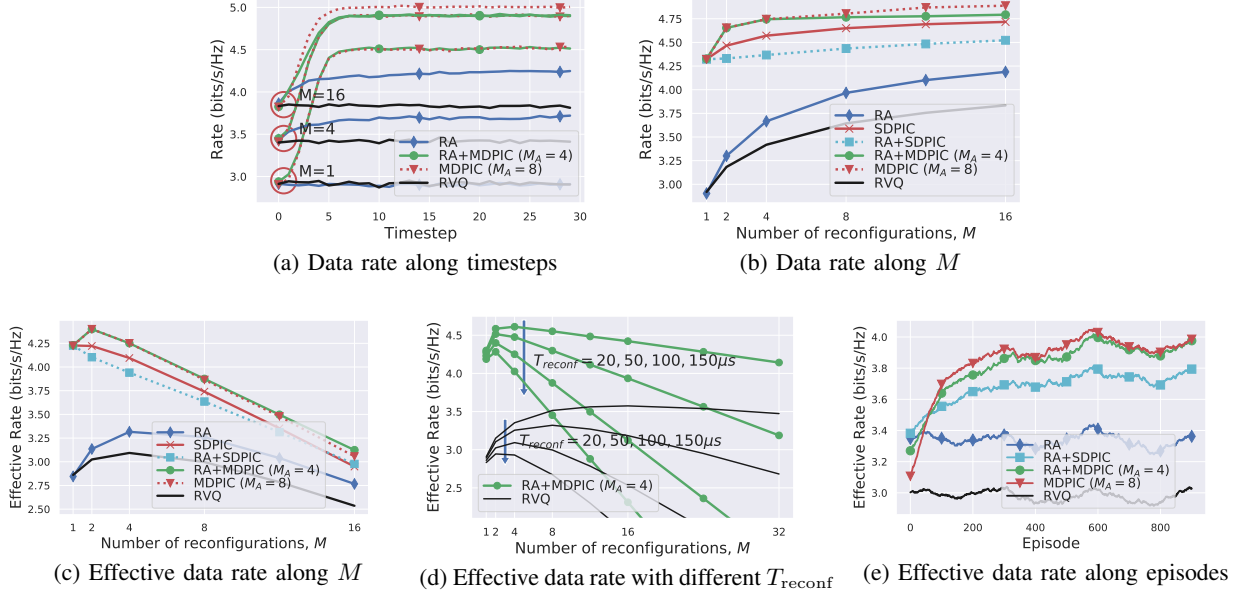 5.0
4.5
4.0
3.5
3.0
Rate (bits/s/Hz)
M=16
M=4
M=1
RA
RA+MDPIC (M_A = 4)
MDPIC (M_A = 8)
RVQ
0 5 10 15 20 25 30
Timestep
(a) Data rate along timesteps
4.75
4.50
4.25
4.00
3.75
3.50
3.25
3.00
Rate (bits/s/Hz)
RA
SDPIC
RA+SDPIC
RA+MDPIC (M_A = 4)
MDPIC (M_A = 8)
RVQ
1 2 4 8 16
Number of reconfigurations, M
(b) Data rate along M
4.25
4.00
3.75
3.50
3.25
3.00
2.75
2.50
Effective Rate (bits/s/Hz)
RA
SDPIC
RA+SDPIC
RA+MDPIC (M_A = 4)
MDPIC (M_A = 8)
RVQ
1 2 4 8 16
Number of reconfigurations, M
(c) Effective data rate along M
4.5
4.0
3.5
3.0
2.5
Effective Rate (bits/s/Hz)
T_reconf = 20, 50, 100, 150μs
T_reconf = 20, 50, 100, 150μs
RA+MDPIC (M_A = 4)
RVQ
1 2 4 8 16 32
Number of reconfigurations, M
(d) Effective data rate with different T_reconf
4.0
3.8
3.6
3.4
3.2
3.0
Effective Rate (bits/s/Hz)
RA
RA+SDPIC
RA+MDPIC (M_A = 4)
MDPIC (M_A = 8)
RVQ
0 200 400 600 800
Episode
(e) Effective data rate along episodes